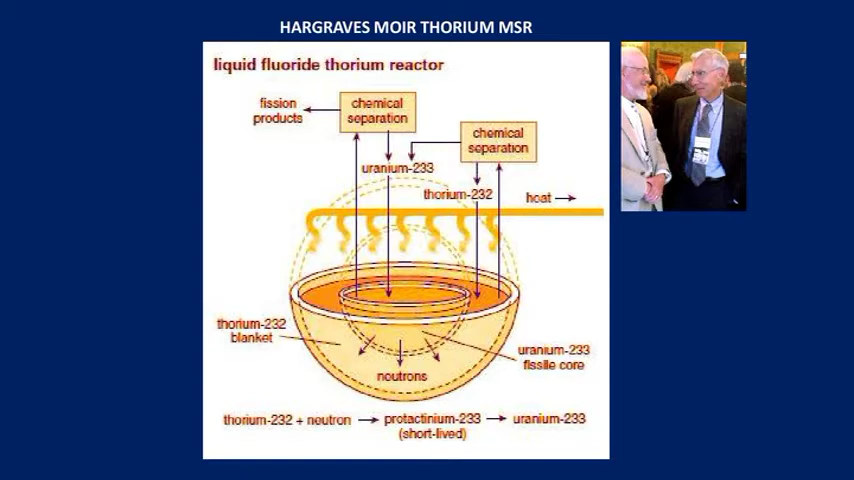 HARGRAVES MOIR THORIUM MSR
liquid fluoride thorium reactor
fission
products
chemical
separation
chemical
separation
uranium-233
thorium-232
hoat
thorium-232
blanket
uranium-233
fissile core
neutrons
thorium-232 + neutron → protactinium-233 → uranium-233
(short-lived)